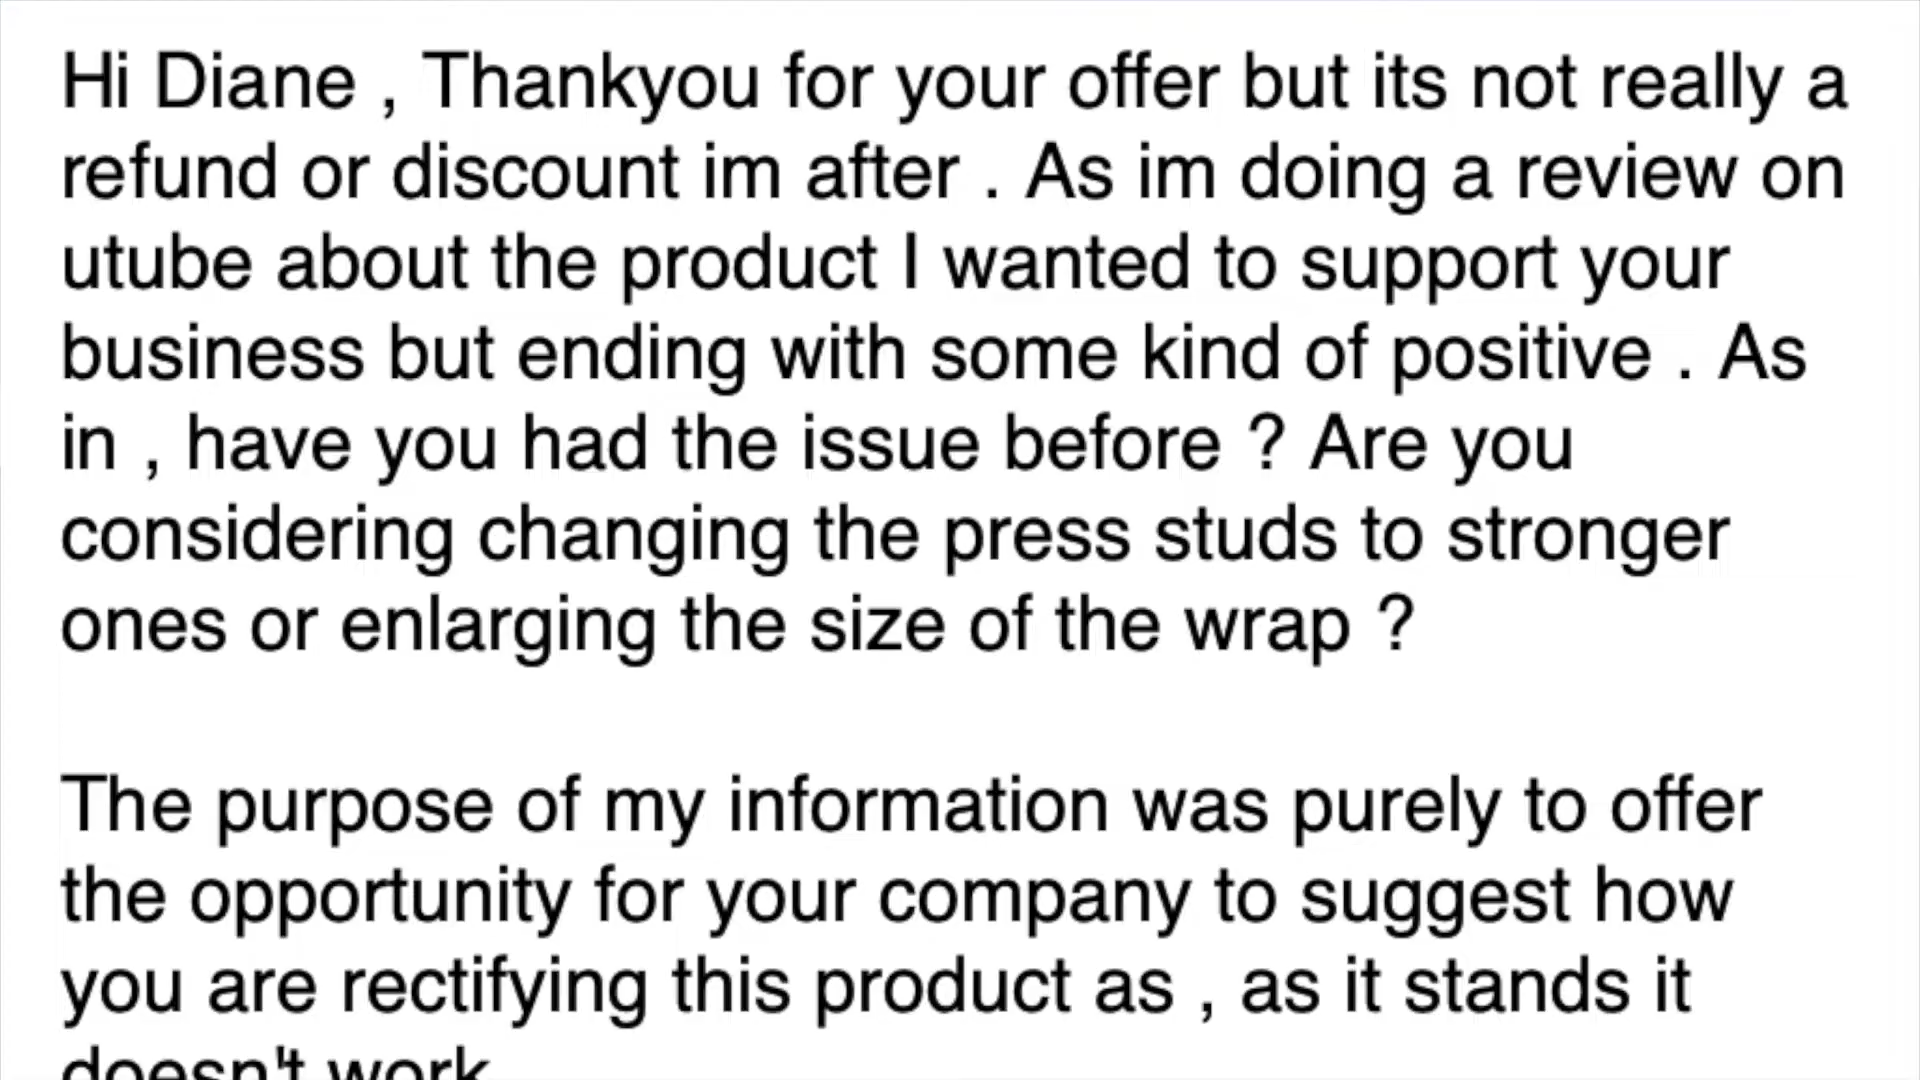 Hi Diane , Thankyou for your offer but its not really a
refund or discount im after . As im doing a review on
utube about the product I wanted to support your
business but ending with some kind of positive . As
in , have you had the issue before ? Are you
considering changing the press studs to stronger
ones or enlarging the size of the wrap ?
The purpose of my information was purely to offer
the opportunity for your company to suggest how
you are rectifying this product as , as it stands it
doesn't work